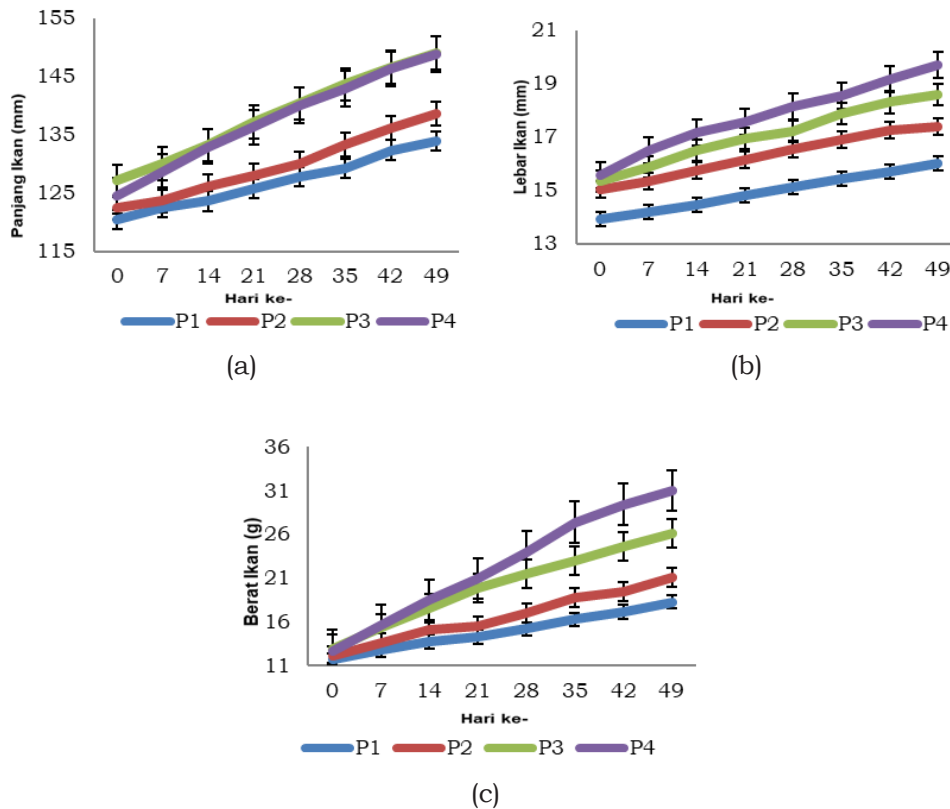 155
145
135
125
115
Panjang Ikan (mm)
0 7 14 21 28 35 42 49
Hari ke-
P1 P2 P3 P4
(a)
21
19
17
15
13
Lebar Ikan (mm)
0 7 14 21 28 35 42 49
Hari ke-
P1 P2 P3 P4
(b)
36
31
26
21
16
11
Berat Ikan (g)
0 7 14 21 28 35 42 49
Hari ke-
P1 P2 P3 P4
(c)